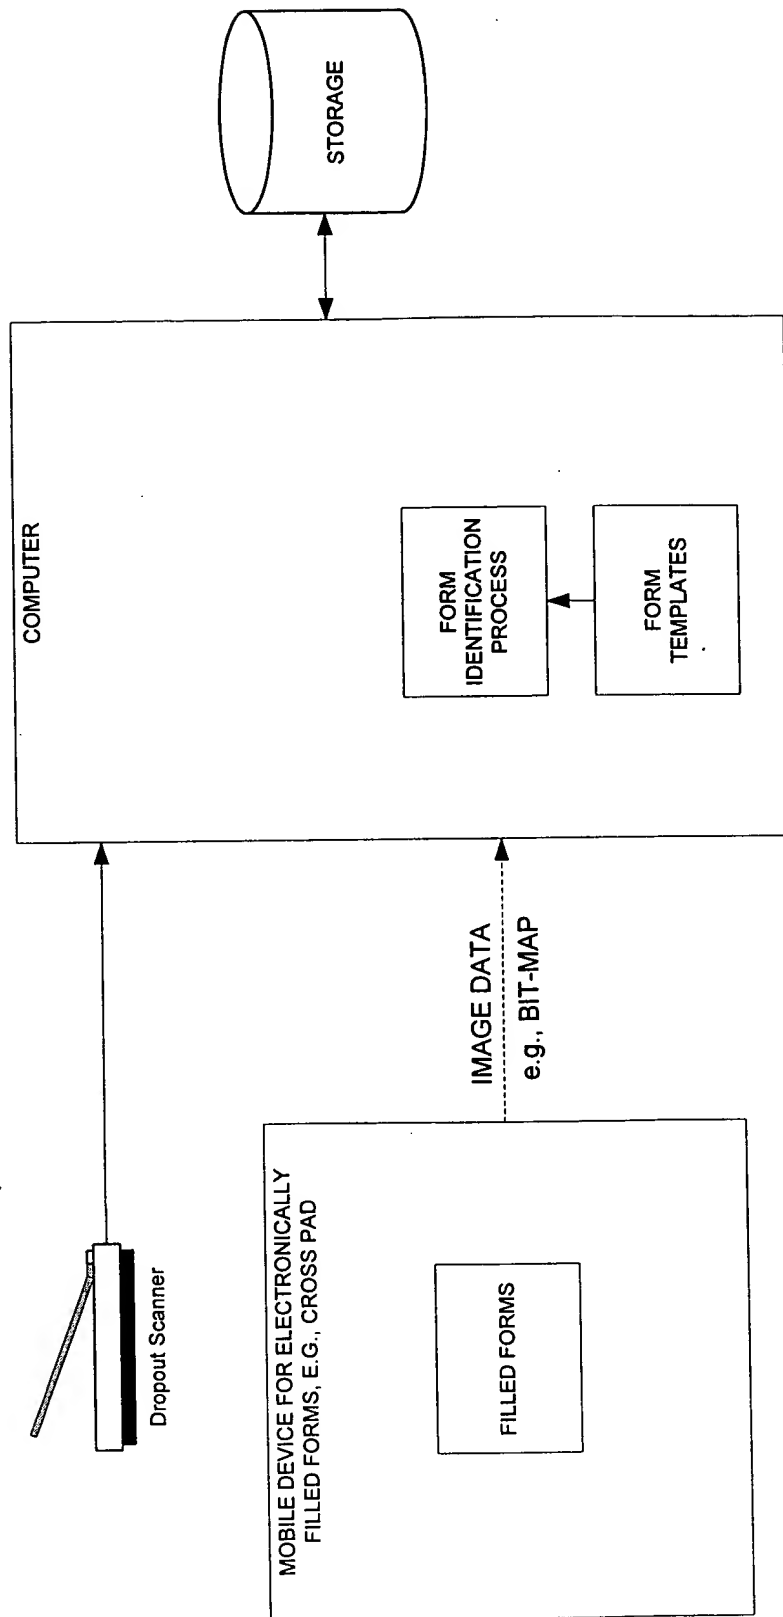 Dropout Scanner
MOBILE DEVICE FOR ELECTRONICALLY
FILLED FORMS, E.G., CROSS PAD
FILLED FORMS
IMAGE DATA
e.g., BIT-MAP
COMPUTER
FORM
IDENTIFICATION
PROCESS
FORM
TEMPLATES
STORAGE